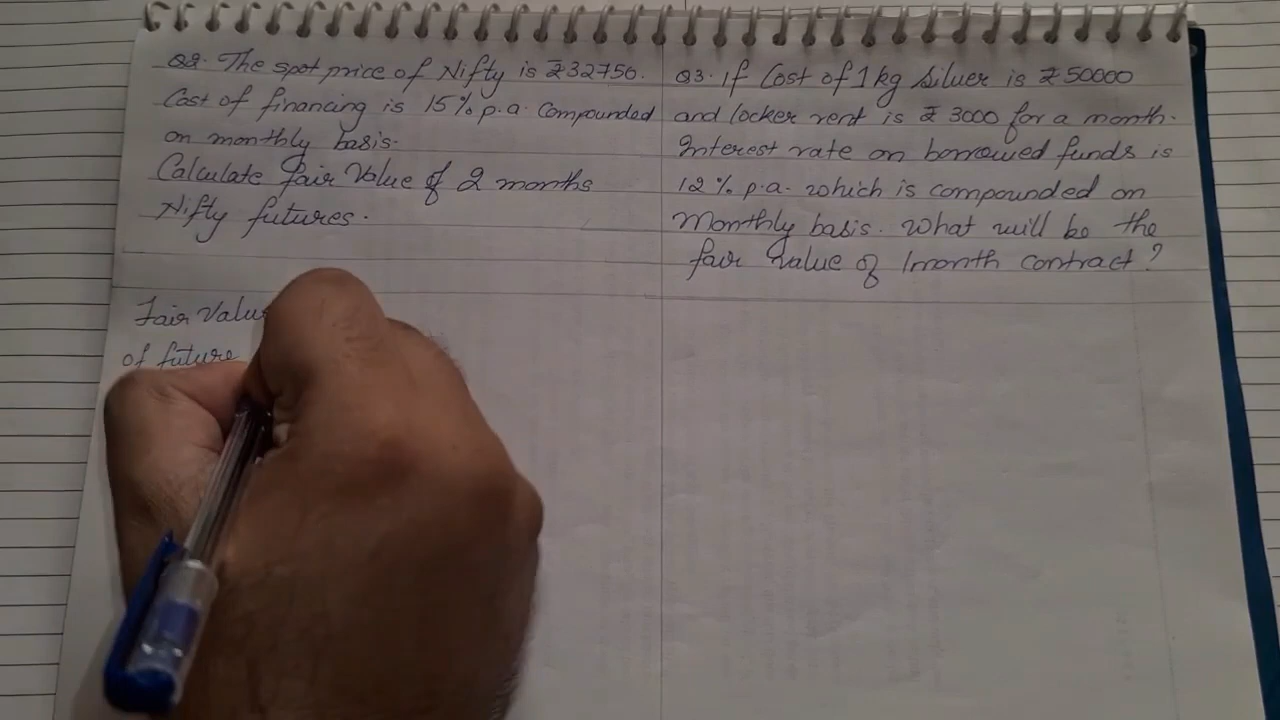 Q2. The spot price of Nifty is ₹32750.
Cost of financing is 15% p.a. Compounded
on monthly basis.
Calculate fair Value of 2 months
Nifty futures.
Q3. if Cost of 1kg Silver is ₹50000
and locker rent is ₹3000 for a month.
Interest rate on borrowed funds is
12% p.a. which is compounded on
Monthly basis. What will be the
fair Value of 1month contract?
Fair Value
of future